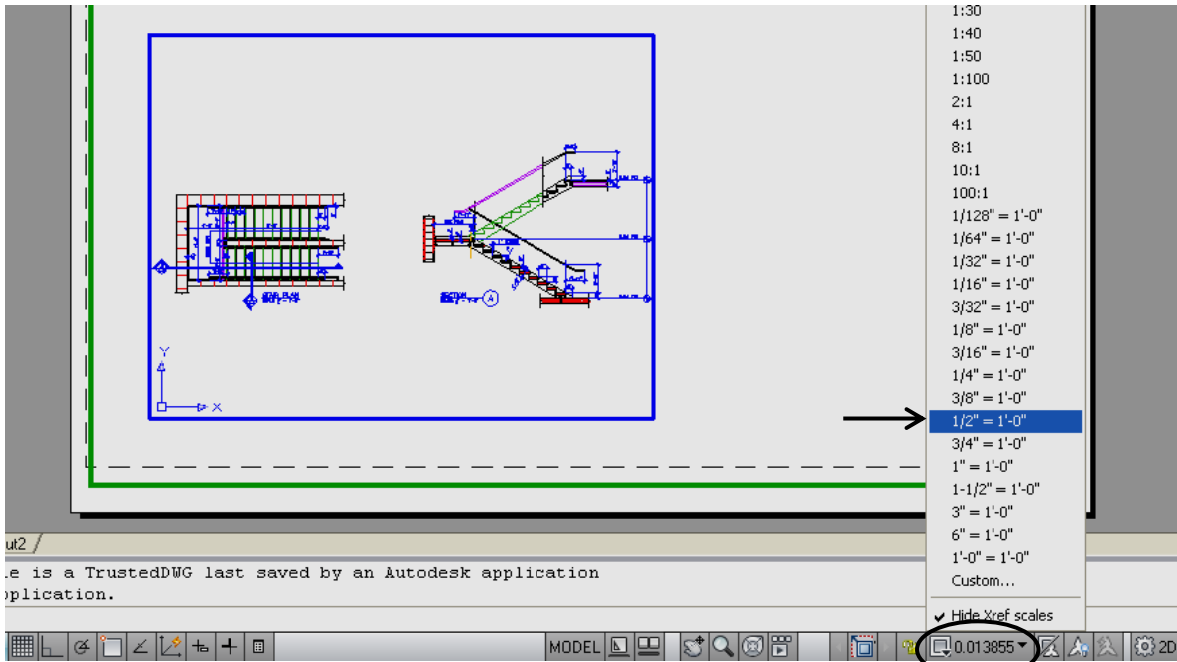 1:30
1:40
1:50
1:100
2:1
4:1
8:1
10:1
100:1
1/128" = 1'-0"
1/64" = 1'-0"
1/32" = 1'-0"
1/16" = 1'-0"
3/32" = 1'-0"
1/8" = 1'-0"
3/16" = 1'-0"
1/4" = 1'-0"
3/8" = 1'-0"
1/2" = 1'-0"
3/4" = 1'-0"
1" = 1'-0"
1-1/2" = 1'-0"
3" = 1'-0"
6" = 1'-0"
1'-0" = 1'-0"
Custom...
Hide Xref scales
Y
X
A
ut2
le is a TrustedDWG last saved by an Autodesk application
pplication.
MODEL
0.013855
2D